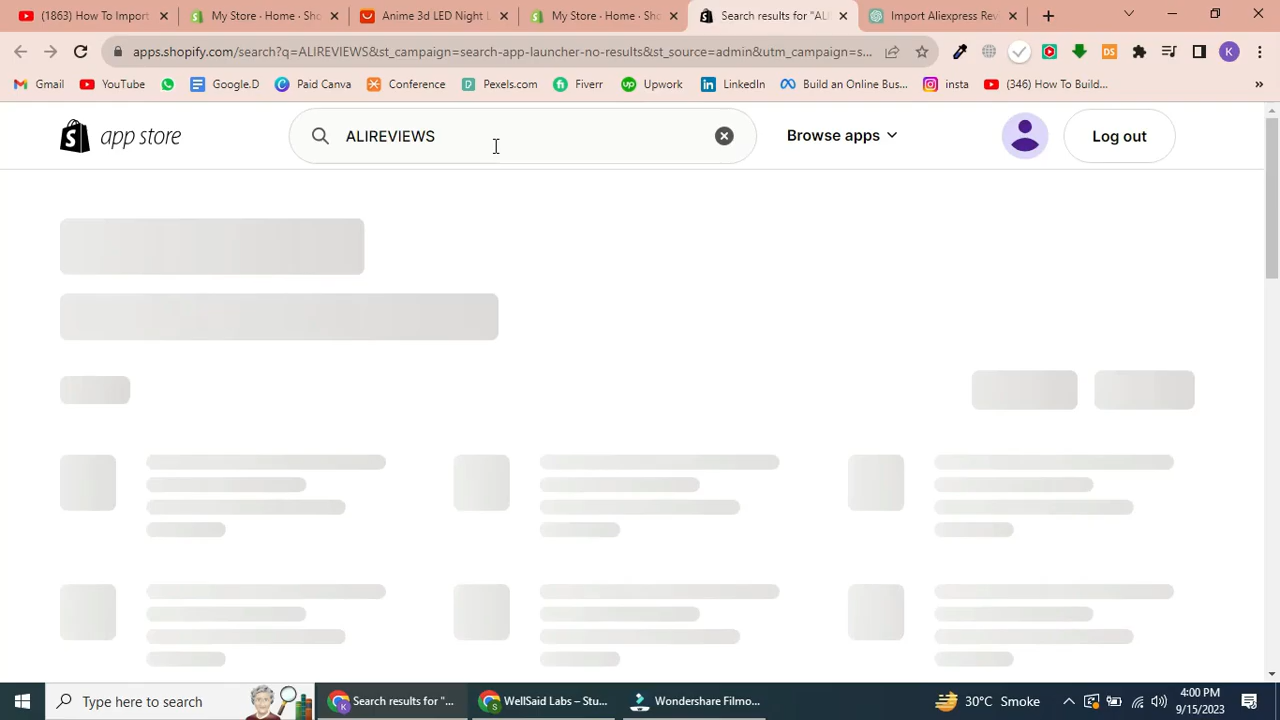 (1863) How To Import
My Store · Home · Sh
Anime 3d LED Night L
My Store · Home · Sh
Search results for "ALI
Import Aliexpress Rev
apps.shopify.com/search?q=ALIREVIEWS&st_campaign=search-app-launcher-no-results&st_source=admin&utm_campaign=s...
K
DS
Gmail
YouTube
Google.D
Paid Canva
Conference
Pexels.com
Fiverr
Upwork
LinkedIn
Build an Online Bus...
insta
(346) How To Build...
»
app store
ALIREVIEWS
Browse apps
Log out
Type here to search
Search results for “...
WellSaid Labs – Stu...
Wondershare Filmo...
30°C Smoke
4:00 PM
9/15/2023